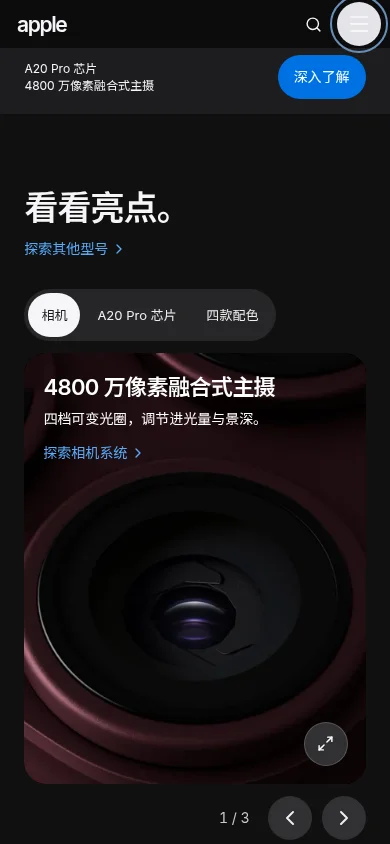 apple
A20 Pro 芯片
4800 万像素融合式主摄
深入了解
看看亮点。
探索其他型号
相机
A20 Pro 芯片
四款配色
4800 万像素融合式主摄
四档可变光圈，调节进光量与景深。
探索相机系统
1 / 3